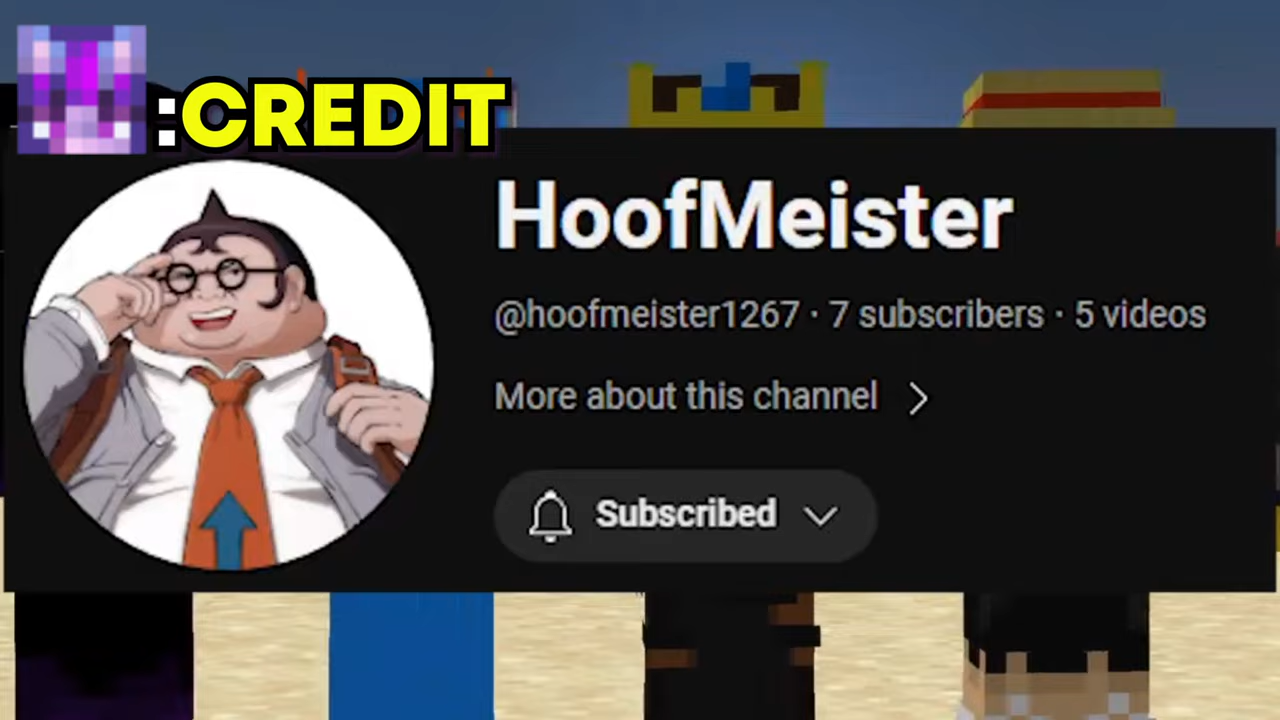 :CREDIT
HoofMeister
@hoofmeister1267 · 7 subscribers · 5 videos
More about this channel
Subscribed